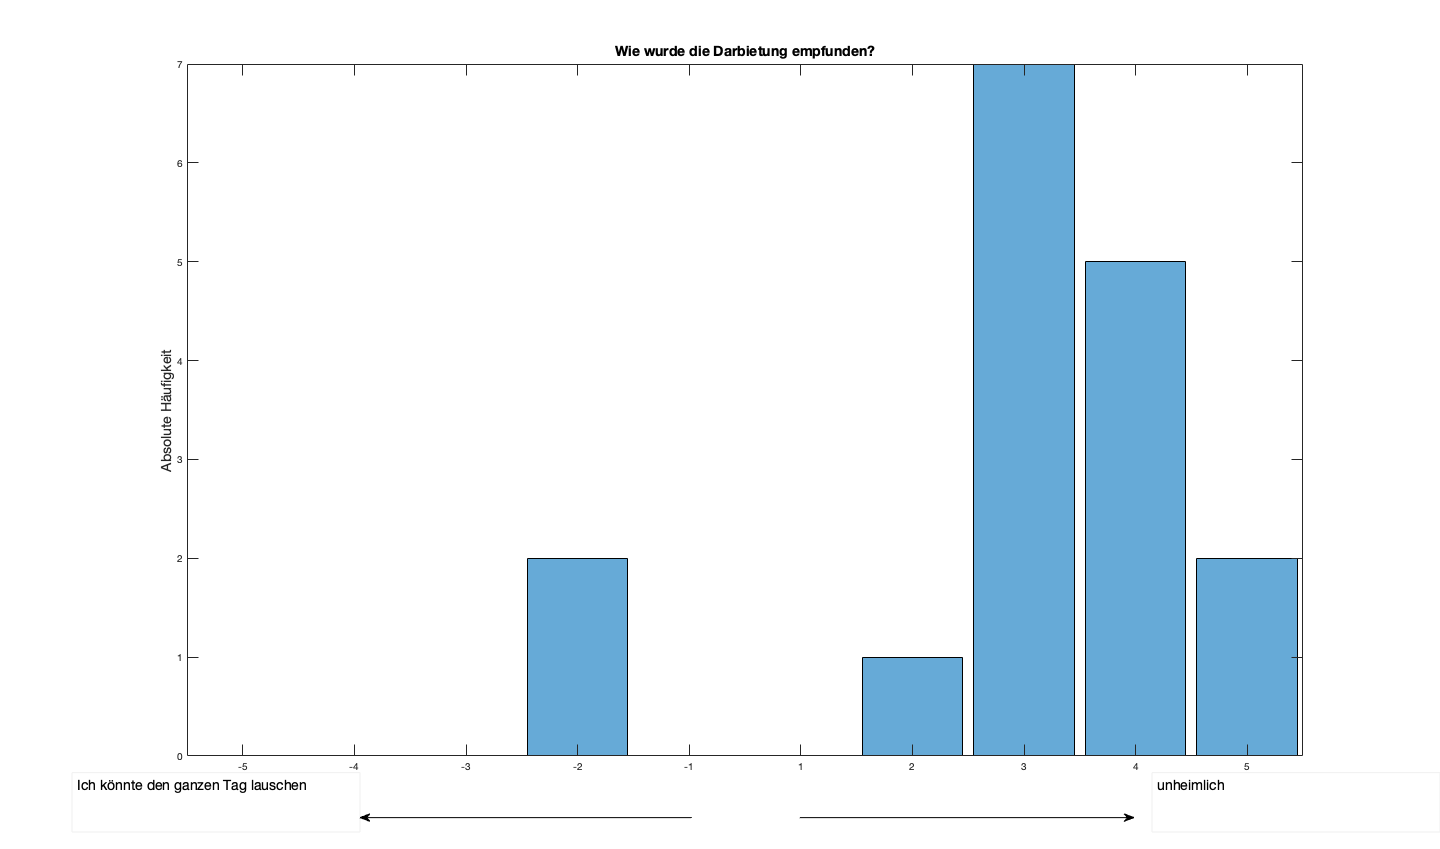 Wie wurde die Darbietung empfunden?
7
6
5
4
3
2
1
0
Absolute Häufigkeit
-5 -4 -3 -2 -1 1 2 3 4 5
Ich könnte den ganzen Tag lauschen
unheimlich